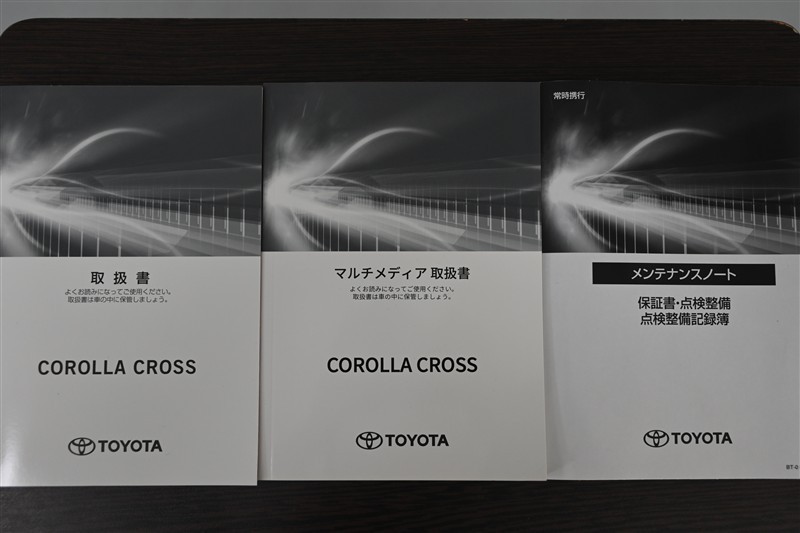 取扱書
よくお読みになってご使用ください。
取扱書は車の中に保管しましょう。
COROLLA CROSS
TOYOTA
マルチメディア 取扱書
よくお読みになってご使用ください。
取扱書は車の中に保管しましょう。
COROLLA CROSS
TOYOTA
常時携行
メンテナンスノート
保証書・点検整備
点検整備記録簿
TOYOTA
BT-0